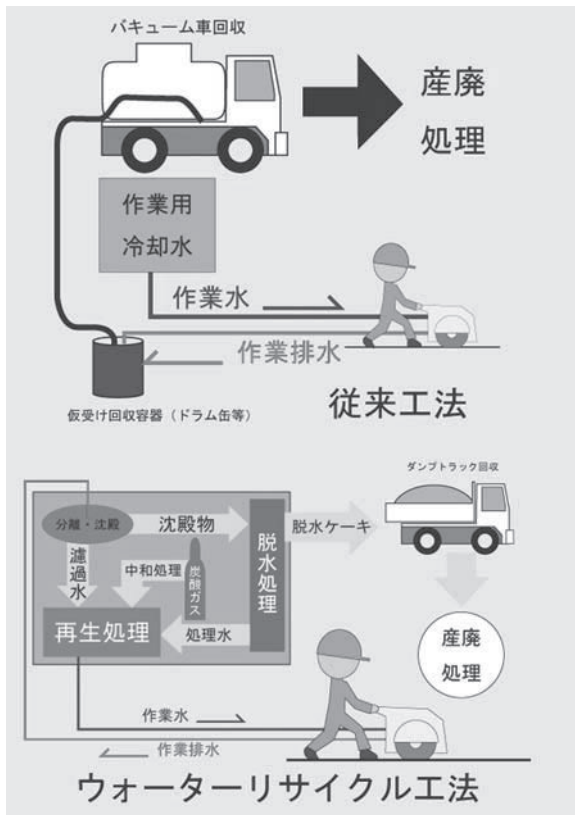 バキューム車回収
産廃
処理
作業用
冷却水
作業水
作業排水
仮受け回収容器（ドラム缶等）
従来工法
ダンプトラック回収
分離・沈殿
沈殿物
脱水処理
脱水ケーキ
濾過水
中和処理
炭酸ガス
再生処理
処理水
産廃
処理
作業水
作業排水
ウォーターリサイクル工法